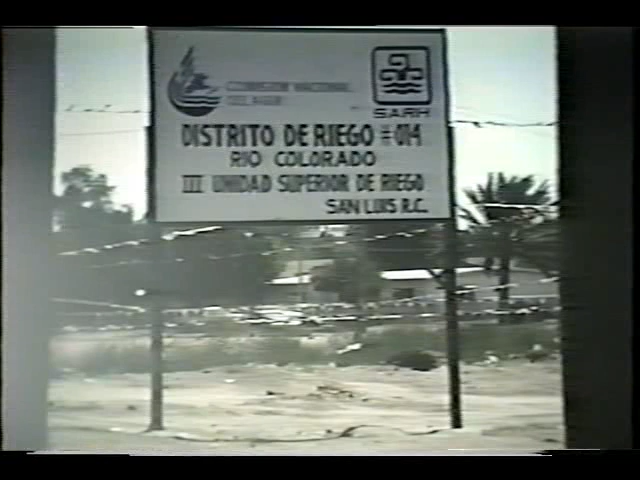 COMISION NACIONAL
DEL AGUA
SARH
DISTRITO DE RIEGO #014
RIO COLORADO
III UNIDAD SUPERIOR DE RIEGO
SAN LUIS R.C.